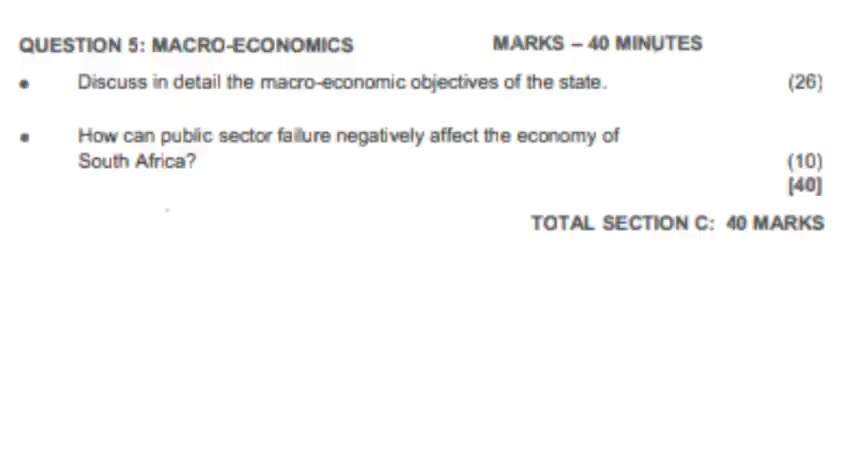 QUESTION 5: MACRO-ECONOMICS MARKS – 40 MINUTES
• Discuss in detail the macro-economic objectives of the state. (26)
• How can public sector failure negatively affect the economy of
South Africa? (10)
[40]
TOTAL SECTION C: 40 MARKS